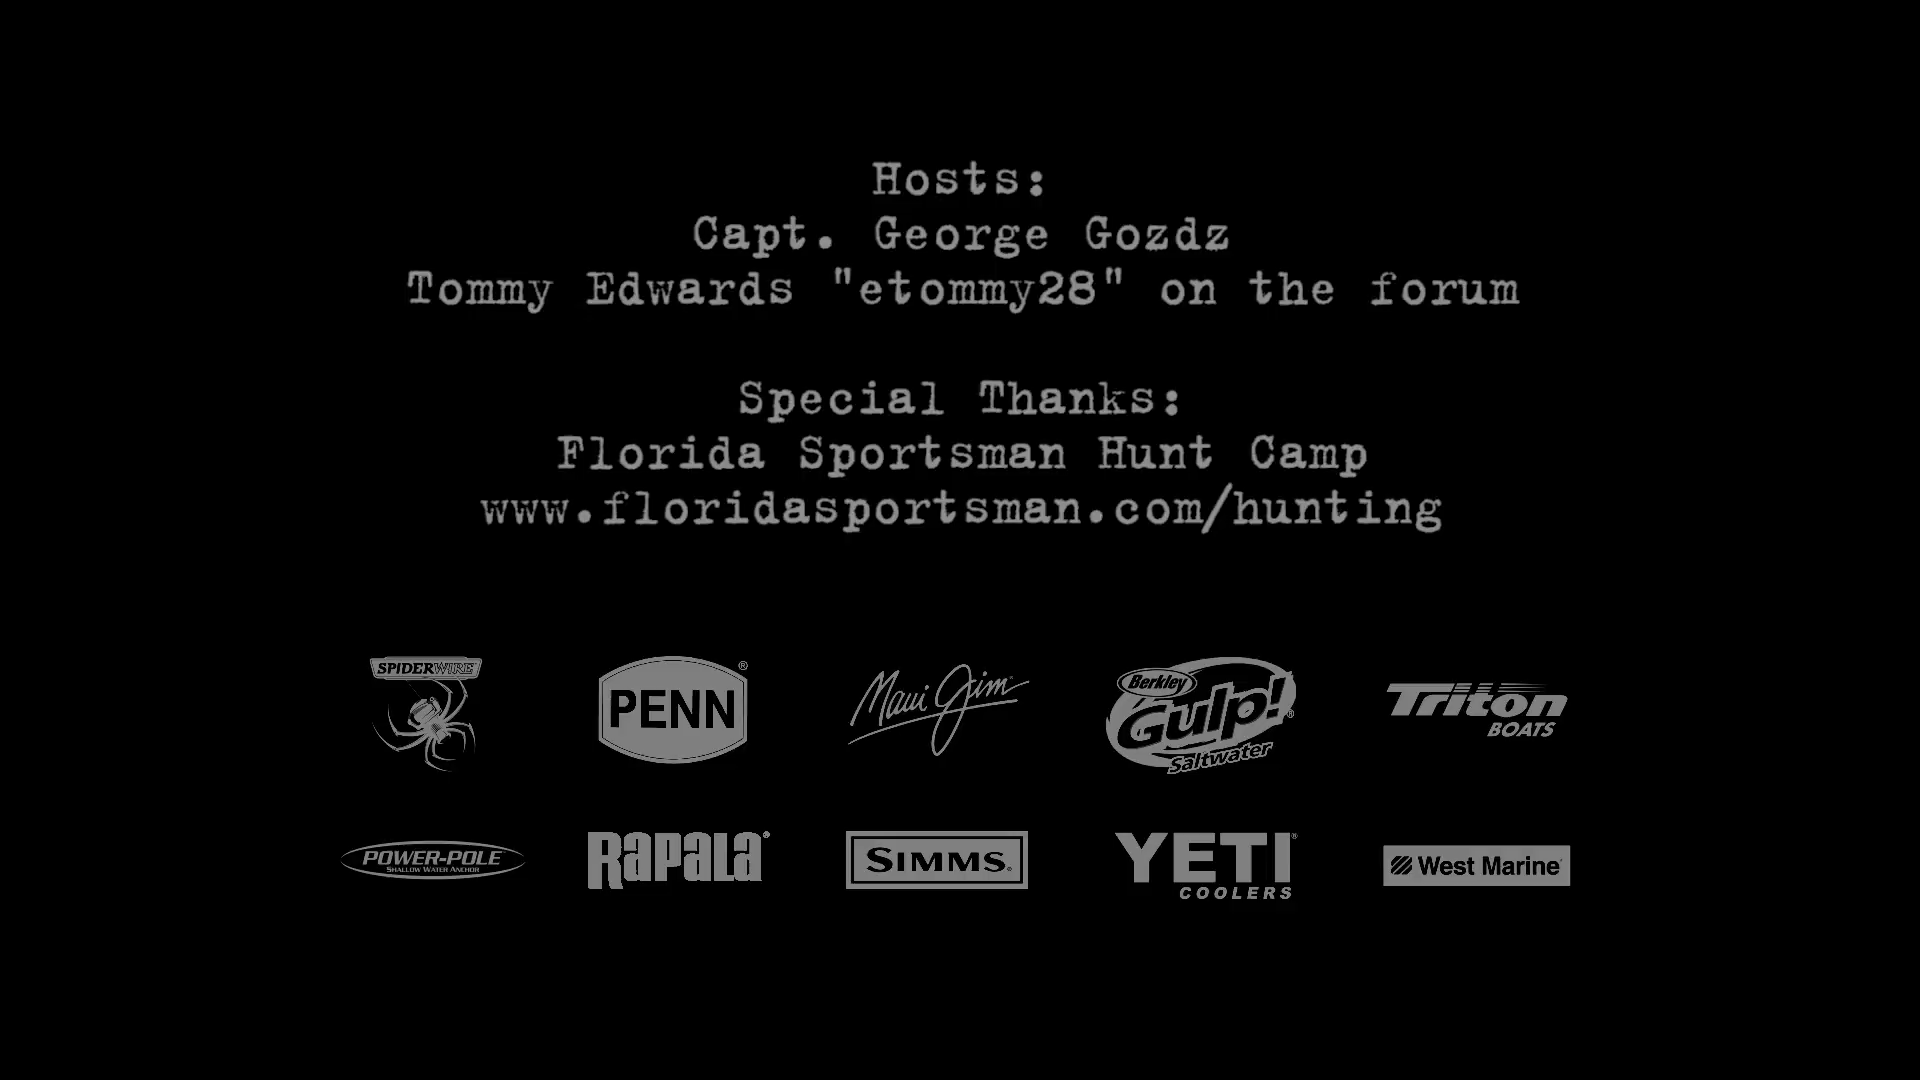 Hosts:
Capt. George Gozdz
Tommy Edwards "etommy28" on the forum
Special Thanks:
Florida Sportsman Hunt Camp
www.floridasportsman.com/hunting
SPIDERWIRE
PENN®
Maui Jim
Berkley
Gulp!®
Saltwater
Triton
BOATS
POWER-POLE
SHALLOW WATER ANCHOR
RAPALA®
SIMMS®
YETI®
COOLERS
West Marine